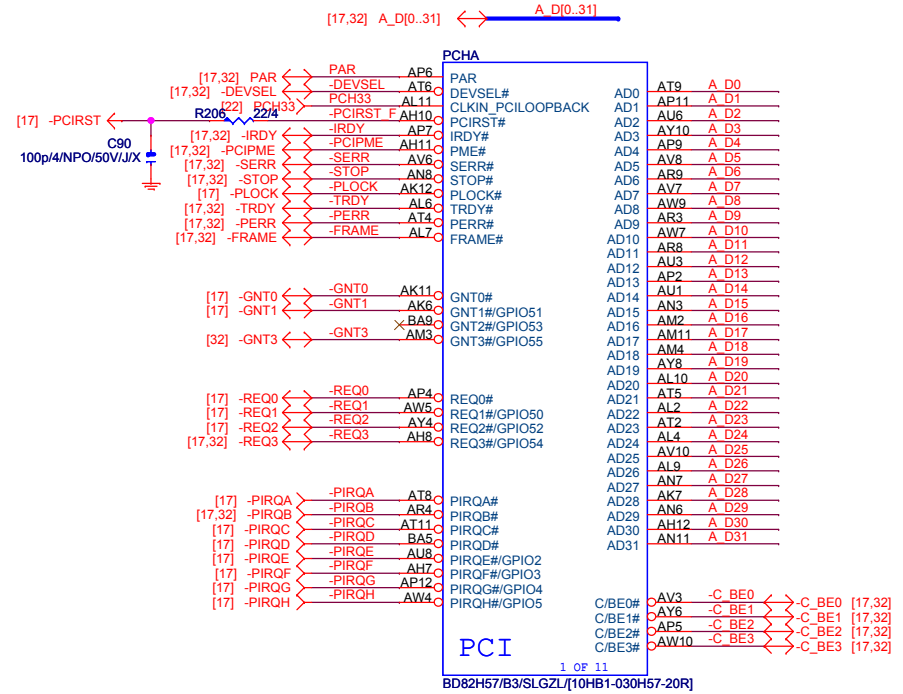 [17,32] A_D[0..31] A_D[0..31]
PCHA
[17,32] PAR PAR AP6 PAR
[17,32] -DEVSEL -DEVSEL AT6 DEVSEL#
[22] PCH33 PCH33 AL11 CLKIN_PCILOOPBACK
[17] -PCIRST R206 22/4 -PCIRST_F AH10 PCIRST#
[17,32] -IRDY -IRDY AP7 IRDY#
[17,32] -PCIPME -PCIPME AH11 PME#
[17,32] -SERR -SERR AV6 SERR#
[17,32] -STOP -STOP AN8 STOP#
[17] -PLOCK -PLOCK AK12 PLOCK#
[17,32] -TRDY -TRDY AL6 TRDY#
[17,32] -PERR -PERR AT4 PERR#
[17,32] -FRAME -FRAME AL7 FRAME#
C90
100p/4/NPO/50V/J/X
[17] -GNT0 -GNT0 AK11 GNT0#
[17] -GNT1 -GNT1 AK6 GNT1#/GPIO51
BA9 GNT2#/GPIO53
[32] -GNT3 -GNT3 AM3 GNT3#/GPIO55
[17] -REQ0 -REQ0 AP4 REQ0#
[17] -REQ1 -REQ1 AW5 REQ1#/GPIO50
[17] -REQ2 -REQ2 AY4 REQ2#/GPIO52
[17,32] -REQ3 -REQ3 AH8 REQ3#/GPIO54
[17] -PIRQA -PIRQA AT8 PIRQA#
[17,32] -PIRQB -PIRQB AR4 PIRQB#
[17] -PIRQC -PIRQC AT11 PIRQC#
[17] -PIRQD -PIRQD BA5 PIRQD#
[17] -PIRQE -PIRQE AU8 PIRQE#/GPIO2
[17] -PIRQF -PIRQF AH7 PIRQF#/GPIO3
[17] -PIRQG -PIRQG AP12 PIRQG#/GPIO4
[17] -PIRQH -PIRQH AW4 PIRQH#/GPIO5
AD0 AT9 A_D0
AD1 AP11 A_D1
AD2 AU6 A_D2
AD3 AY10 A_D3
AD4 AP9 A_D4
AD5 AV8 A_D5
AD6 AR9 A_D6
AD7 AV7 A_D7
AD8 AW9 A_D8
AD9 AR3 A_D9
AD10 AW7 A_D10
AD11 AR8 A_D11
AD12 AU3 A_D12
AD13 AP2 A_D13
AD14 AU1 A_D14
AD15 AN3 A_D15
AD16 AM2 A_D16
AD17 AM11 A_D17
AD18 AM4 A_D18
AD19 AY8 A_D19
AD20 AL10 A_D20
AD21 AT5 A_D21
AD22 AL2 A_D22
AD23 AT2 A_D23
AD24 AL4 A_D24
AD25 AV10 A_D25
AD26 AL9 A_D26
AD27 AN7 A_D27
AD28 AK7 A_D28
AD29 AN6 A_D29
AD30 AH12 A_D30
AD31 AN11 A_D31
C/BE0# AV3 -C_BE0 -C_BE0 [17,32]
C/BE1# AY6 -C_BE1 -C_BE1 [17,32]
C/BE2# AP5 -C_BE2 -C_BE2 [17,32]
C/BE3# AW10 -C_BE3 -C_BE3 [17,32]
PCI
1 OF 11
BD82H57/B3/SLGZL/[10HB1-030H57-20R]